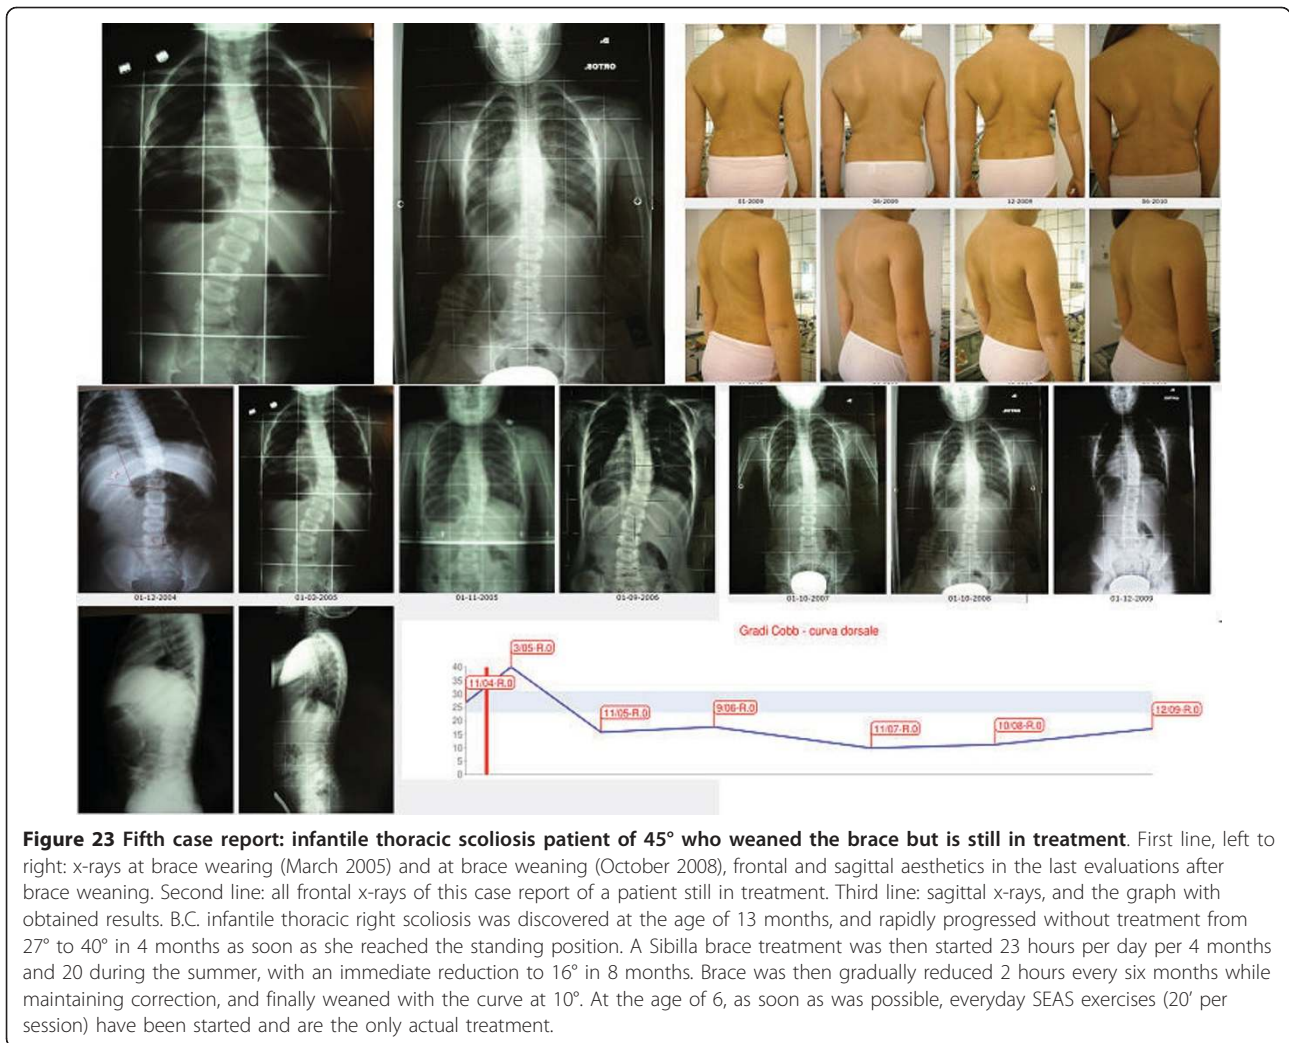 .D
.ЯOTЯO
01-2009
06-2009
12-2009
06-2010
01-12-2004
01-03-2005
01-11-2005
01-09-2006
01-10-2007
01-10-2008
01-12-2009
Gradi Cobb - curva dorsale
3/05-R.0
40
11/04-R.0
35
30
25
20
15
10
5
0
11/05-R.0
9/06-R.0
11/07-R.0
10/08-R.0
12/09-R.0
Figure 23 Fifth case report: infantile thoracic scoliosis patient of 45° who weaned the brace but is still in treatment. First line, left to
right: x-rays at brace wearing (March 2005) and at brace weaning (October 2008), frontal and sagittal aesthetics in the last evaluations after
brace weaning. Second line: all frontal x-rays of this case report of a patient still in treatment. Third line: sagittal x-rays, and the graph with
obtained results. B.C. infantile thoracic right scoliosis was discovered at the age of 13 months, and rapidly progressed without treatment from
27° to 40° in 4 months as soon as she reached the standing position. A Sibilla brace treatment was then started 23 hours per day per 4 months
and 20 during the summer, with an immediate reduction to 16° in 8 months. Brace was then gradually reduced 2 hours every six months while
maintaining correction, and finally weaned with the curve at 10°. At the age of 6, as soon as was possible, everyday SEAS exercises (20' per
session) have been started and are the only actual treatment.